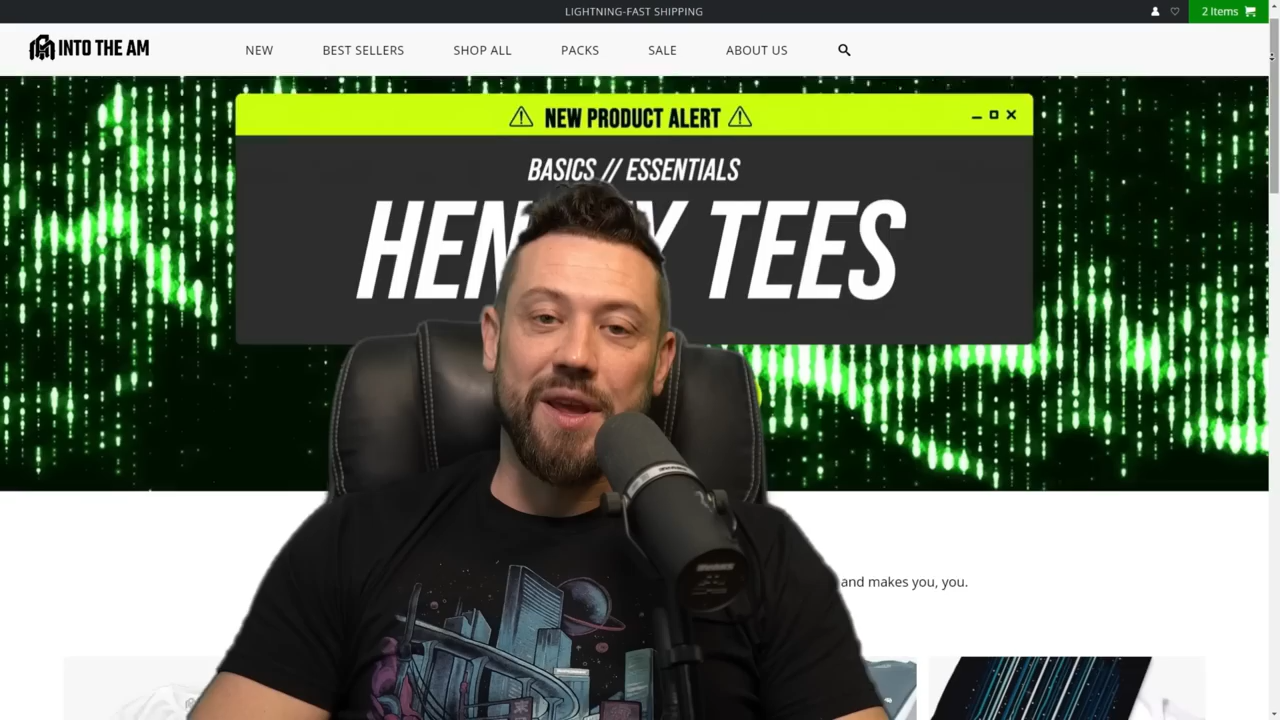 LIGHTNING-FAST SHIPPING
2 Items
INTO THE AM
NEW
BEST SELLERS
SHOP ALL
PACKS
SALE
ABOUT US
NEW PRODUCT ALERT
BASICS // ESSENTIALS
HEN Y TEES
and makes you, you.